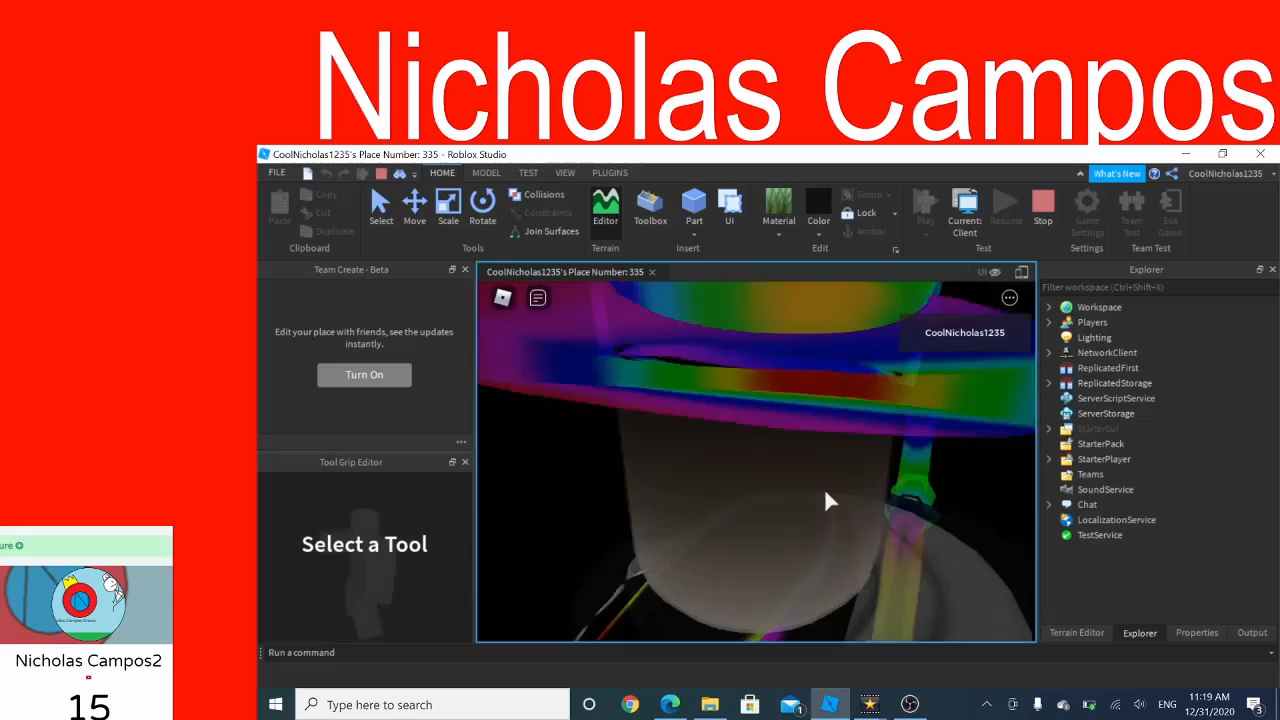 Nicholas Campos
CoolNicholas1235's Place Number: 335 - Roblox Studio
FILE HOME MODEL TEST VIEW PLUGINS What's New CoolNicholas1235
Paste Copy Cut Duplicate Select Move Scale Rotate Collisions Constraints Join Surfaces Editor Toolbox Part UI Material Color Group Lock Anchor Play Current: Client Resume Stop Game Settings Team Test Exit Game
Clipboard Tools Terrain Insert Edit Test Settings Team Test
Team Create - Beta
Edit your place with friends, see the updates
instantly.
Turn On
Tool Grip Editor
Select a Tool
CoolNicholas1235's Place Number: 335
UI
CoolNicholas1235
Explorer
Filter workspace (Ctrl+Shift+X)
Workspace
Players
Lighting
NetworkClient
ReplicatedFirst
ReplicatedStorage
ServerScriptService
ServerStorage
StarterGui
StarterPack
StarterPlayer
Teams
SoundService
Chat
LocalizationService
TestService
Terrain Editor Explorer Properties Output
Run a command
ure
Nicholas Campos2
15
Type here to search
1
ENG
11:19 AM
12/31/2020
3